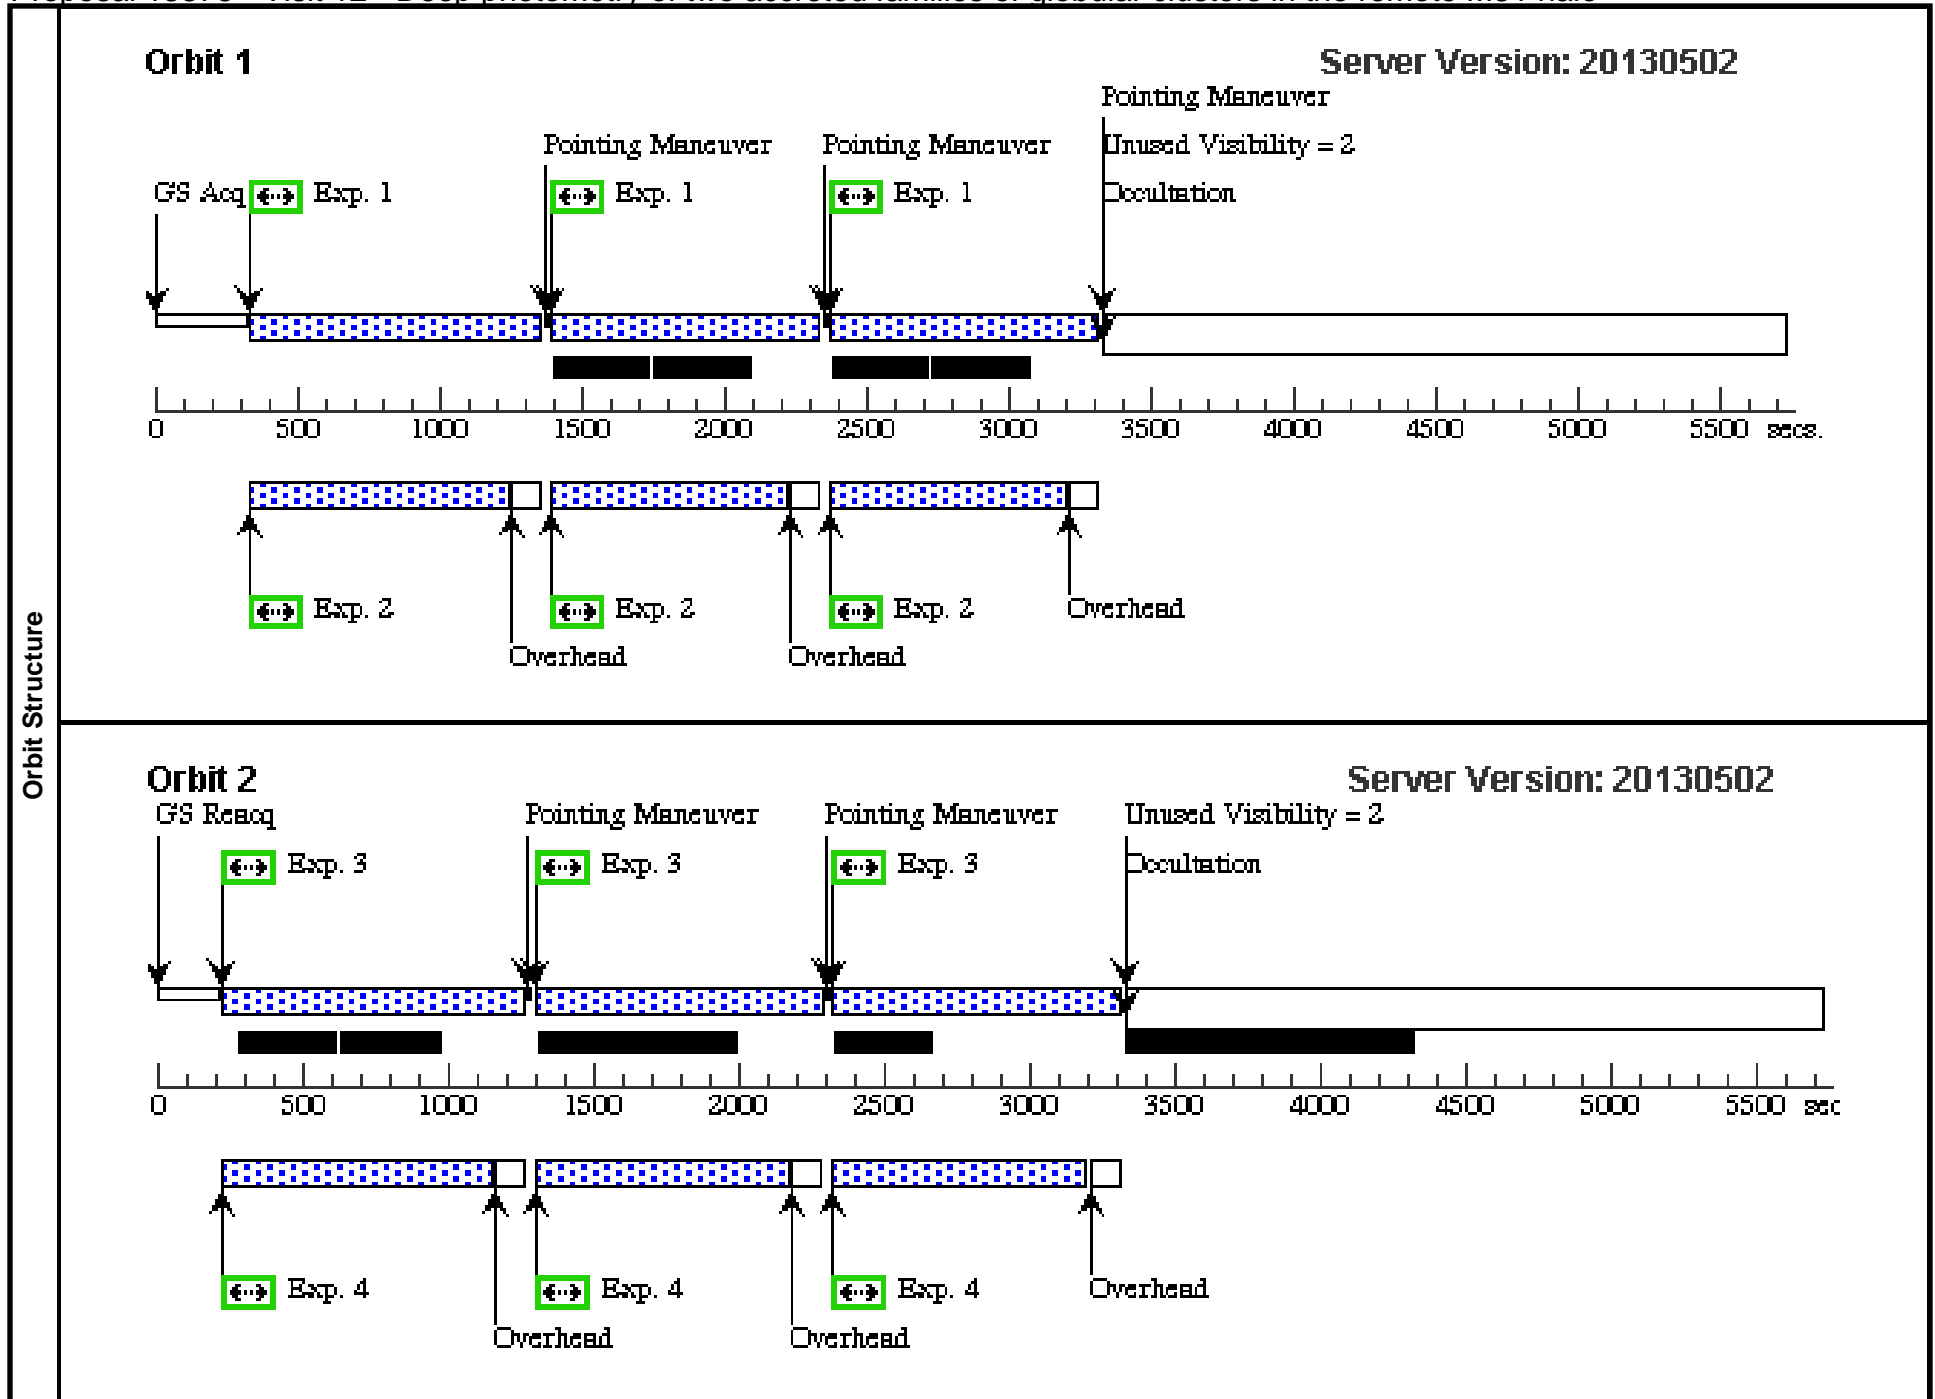 Orbit Structure
Orbit 1
Server Version: 20130502
Pointing Maneuver
Pointing Maneuver Pointing Maneuver Unused Visibility = 2
GS Acq Exp. 1 Exp. 1 Exp. 1 Occultation
0 500 1000 1500 2000 2500 3000 3500 4000 4500 5000 5500 secs.
Exp. 2 Exp. 2 Exp. 2 Overhead
Overhead Overhead
Orbit 2
Server Version: 20130502
GS Reacq Pointing Maneuver Pointing Maneuver Unused Visibility = 2
Exp. 3 Exp. 3 Exp. 3 Occultation
0 500 1000 1500 2000 2500 3000 3500 4000 4500 5000 5500 sec
Exp. 4 Exp. 4 Exp. 4 Overhead
Overhead Overhead